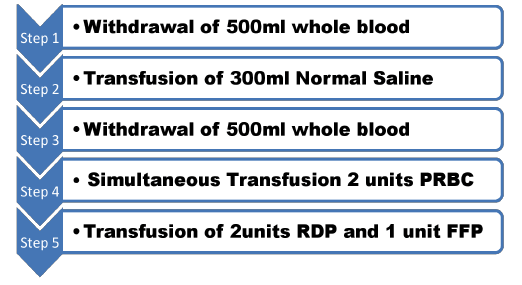 Step 1
• Withdrawal of 500ml whole blood
Step 2
• Transfusion of 300ml Normal Saline
Step 3
• Withdrawal of 500ml whole blood
Step 4
• Simultaneous Transfusion 2 units PRBC
Step 5
• Transfusion of 2units RDP and 1 unit FFP